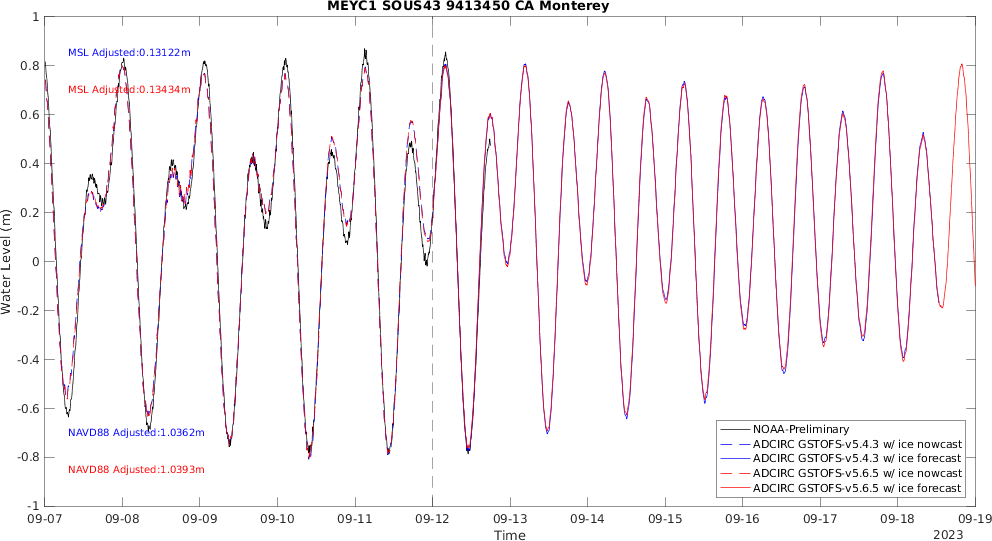 MEYC1 SOUS43 9413450 CA Monterey
MSL Adjusted:0.13122m
MSL Adjusted:0.13434m
NAVD88 Adjusted:1.0362m
NAVD88 Adjusted:1.0393m
Water Level (m)
1
0.8
0.6
0.4
0.2
0
-0.2
-0.4
-0.6
-0.8
-1
NOAA-Preliminary
ADCIRC GSTOFS-v5.4.3 w/ ice nowcast
ADCIRC GSTOFS-v5.4.3 w/ ice forecast
ADCIRC GSTOFS-v5.6.5 w/ ice nowcast
ADCIRC GSTOFS-v5.6.5 w/ ice forecast
09-07 09-08 09-09 09-10 09-11 09-12 09-13 09-14 09-15 09-16 09-17 09-18 09-19
Time
2023